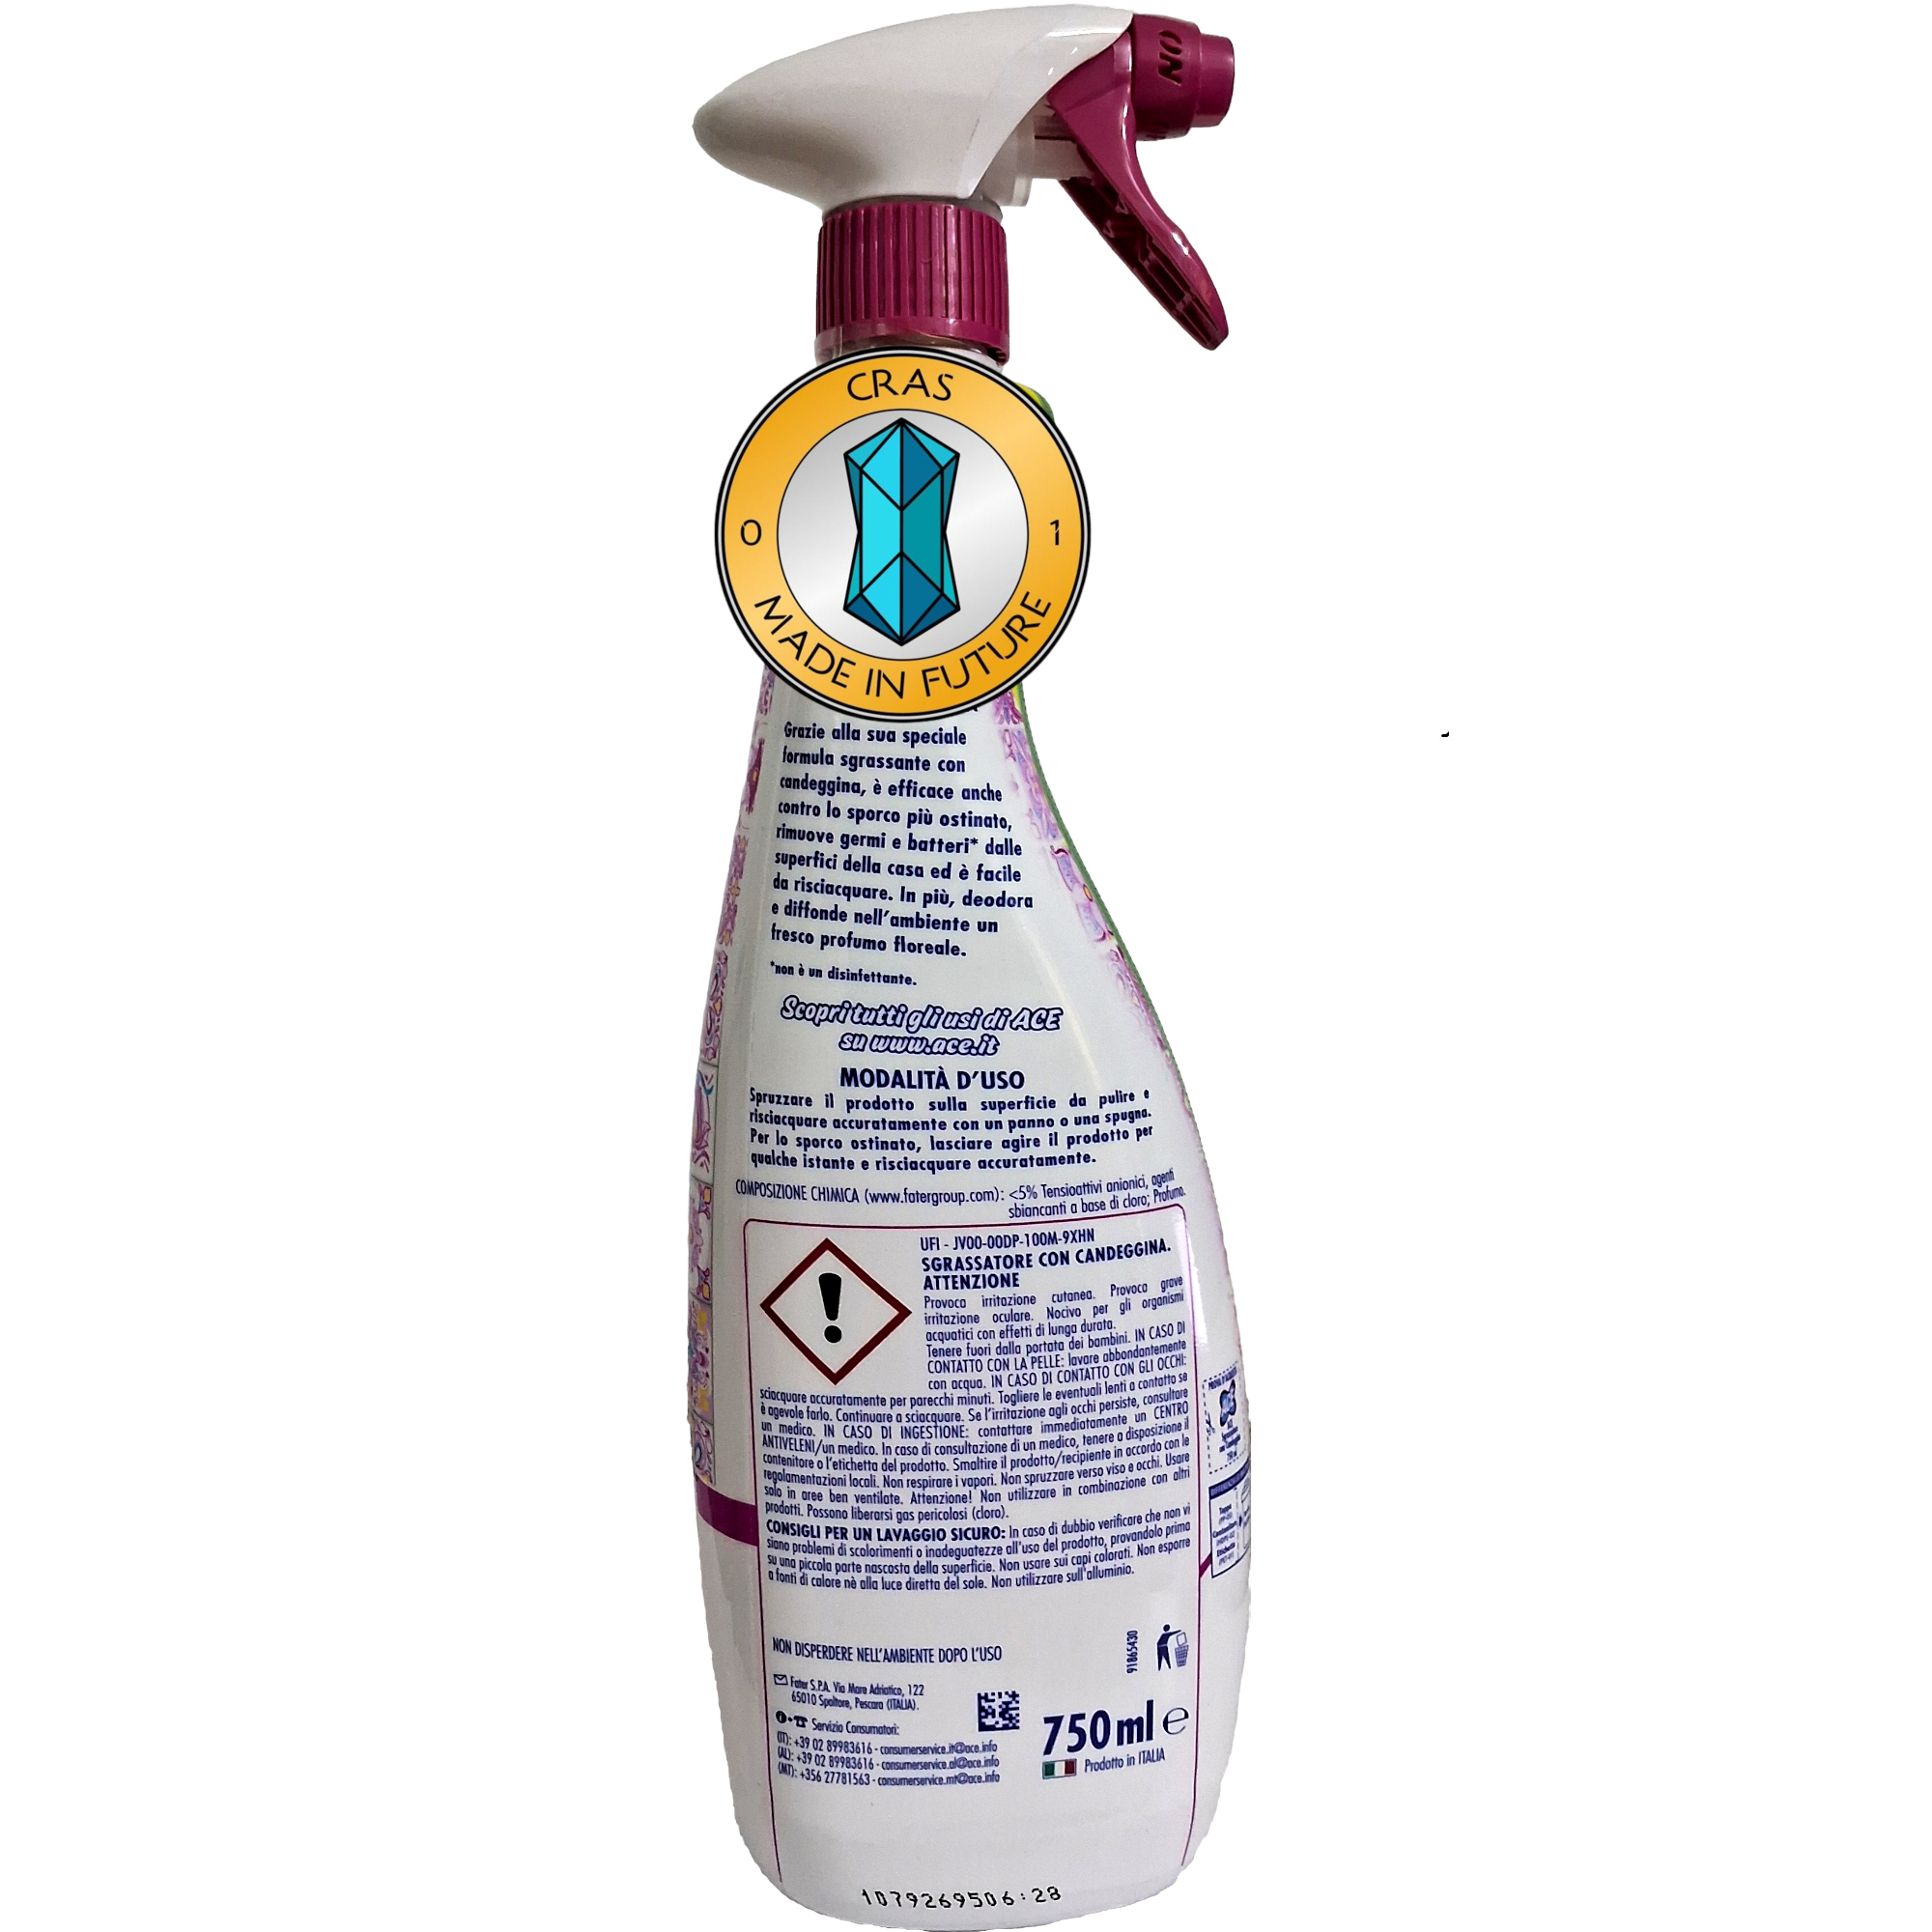 ON
CRAS
0 1
MADE IN FUTURE
Grazie alla sua speciale
formula sgrassante con
candeggina, è efficace anche
contro lo sporco più ostinato,
rimuove germi e batteri* dalle
superfici della casa ed è facile
da risciacquare. In più, deodora
e diffonde nell'ambiente un
fresco profumo floreale.
*non è un disinfettante.
Scopri tutti gli usi di ACE
su www.ace.it
MODALITÀ D'USO
Spruzzare il prodotto sulla superficie da pulire e
risciacquare accuratamente con un panno o una spugna.
Per lo sporco ostinato, lasciare agire il prodotto per
qualche istante e risciacquare accuratamente.
COMPOSIZIONE CHIMICA (www.fatergroup.com): <5% Tensioattivi anionici, agenti
sbiancanti a base di cloro; Profumo.
UFI - JV00-00DP-100M-9XHN
SGRASSATORE CON CANDEGGINA.
ATTENZIONE
Provoca irritazione cutanea. Provoca grave
irritazione oculare. Nocivo per gli organismi
acquatici con effetti di lunga durata.
Tenere fuori dalla portata dei bambini. IN CASO DI
CONTATTO CON LA PELLE: lavare abbondantemente
con acqua. IN CASO DI CONTATTO CON GLI OCCHI:
sciacquare accuratamente per parecchi minuti. Togliere le eventuali lenti a contatto se
è agevole farlo. Continuare a sciacquare. Se l'irritazione agli occhi persiste, consultare
un medico. IN CASO DI INGESTIONE: contattare immediatamente un CENTRO
ANTIVELENI/un medico. In caso di consultazione di un medico, tenere a disposizione il
contenitore o l'etichetta del prodotto. Smaltire il prodotto/recipiente in accordo con le
regolamentazioni locali. Non respirare i vapori. Non spruzzare verso viso e occhi. Usare
solo in aree ben ventilate. Attenzione! Non utilizzare in combinazione con altri
prodotti. Possono liberarsi gas pericolosi (cloro).
CONSIGLI PER UN LAVAGGIO SICURO: In caso di dubbio verificare che non vi
siano problemi di scolorimenti o inadeguatezze all'uso del prodotto, provandolo prima
su una piccola parte nascosta della superficie. Non usare sui capi colorati. Non esporre
a fonti di calore nè alla luce diretta del sole. Non utilizzare sull'alluminio.
NON DISPERDERE NELL'AMBIENTE DOPO L'USO
91865430
Fater S.P.A. Via Mare Adriatico, 122
65010 Spoltore, Pescara (ITALIA).
Servizio Consumatori:
(IT): +39 02 89983616 - consumerservice.it@ace.info
(AL): +39 02 89983616 - consumerservice.al@ace.info
(MT): +356 27781563 - consumerservice.mt@ace.info
750 ml e
Prodotto in ITALIA
1079269506:28